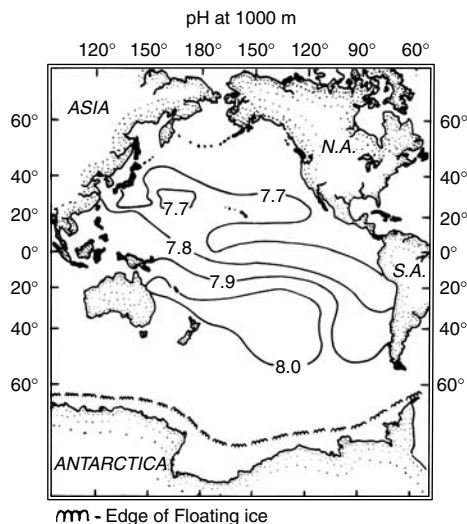 pH at 1000 m
120° 150° 180° 150° 120° 90° 60°
ASIA
N.A.
60° 60°
40° 40°
7.7
7.7
20° 20°
7.8
0° 0°
S.A.
7.9
20° 20°
40° 40°
8.0
60° 60°
ANTARCTICA
- Edge of Floating ice